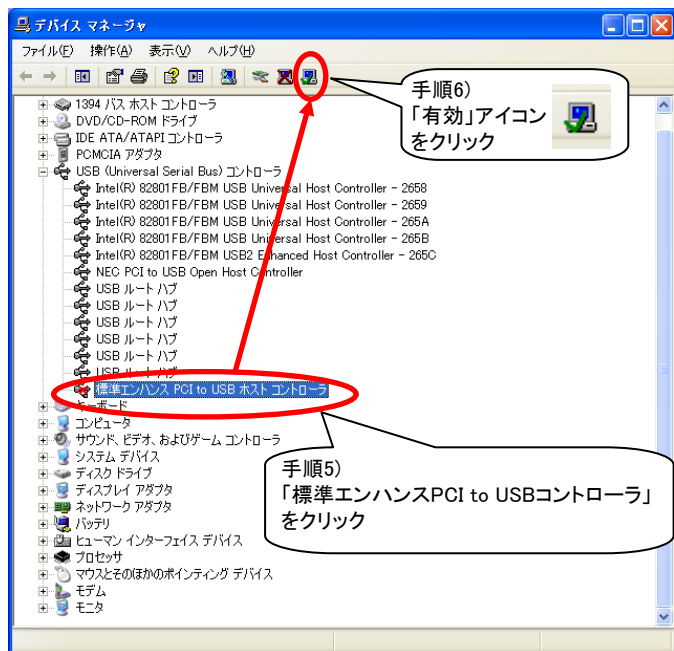 デバイス マネージャ
ファイル(F) 操作(A) 表示(V) ヘルプ(H)
手順6)
「有効」アイコン
をクリック
1394 バス ホスト コントローラ
DVD/CD-ROM ドライブ
IDE ATA/ATAPI コントローラ
PCMCIA アダプタ
USB (Universal Serial Bus) コントローラ
Intel(R) 82801FB/FBM USB Universal Host Controller - 2658
Intel(R) 82801FB/FBM USB Universal Host Controller - 2659
Intel(R) 82801FB/FBM USB Universal Host Controller - 265A
Intel(R) 82801FB/FBM USB Universal Host Controller - 265B
Intel(R) 82801FB/FBM USB2 Enhanced Host Controller - 265C
NEC PCI to USB Open Host Controller
USB ルート ハブ
USB ルート ハブ
USB ルート ハブ
USB ルート ハブ
USB ルート ハブ
USB ルート ハブ
標準エンハンス PCI to USB ホスト コントローラ
キーボード
コンピュータ
サウンド、ビデオ、およびゲーム コントローラ
システム デバイス
ディスク ドライブ
ディスプレイ アダプタ
ネットワーク アダプタ
バッテリ
ヒューマン インターフェイス デバイス
プロセッサ
マウスとそのほかのポインティング デバイス
モデム
モニタ
手順5)
「標準エンハンスPCI to USBコントローラ」
をクリック